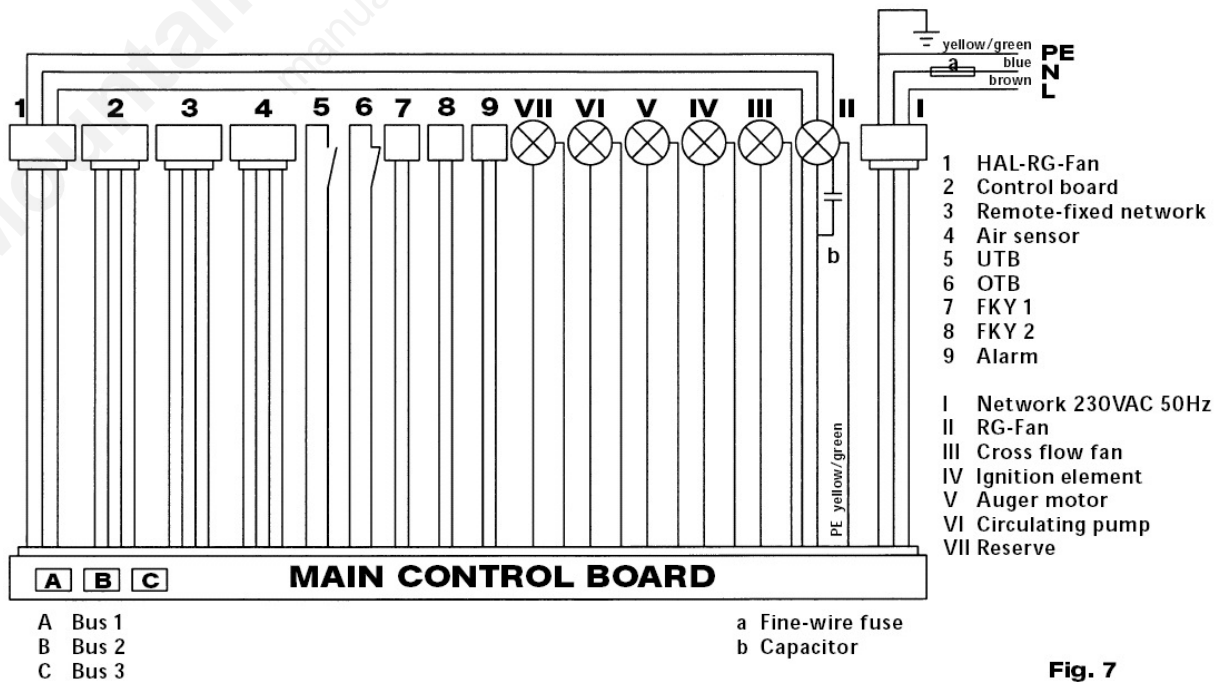 yellow/green PE
blue
a N
brown
L
1 2 3 4 5 6 7 8 9 VII VI V IV III II I
1 HAL-RG-Fan
2 Control board
3 Remote-fixed network
4 Air sensor
b 5 UTB
6 OTB
7 FKY 1
8 FKY 2
9 Alarm
I Network 230VAC 50Hz
II RG-Fan
III Cross flow fan
IV Ignition element
V Auger motor
VI Circulating pump
VII Reserve
PE yellow/green
A B C MAIN CONTROL BOARD
A Bus 1
B Bus 2
C Bus 3
a Fine-wire fuse
b Capacitor
Fig. 7